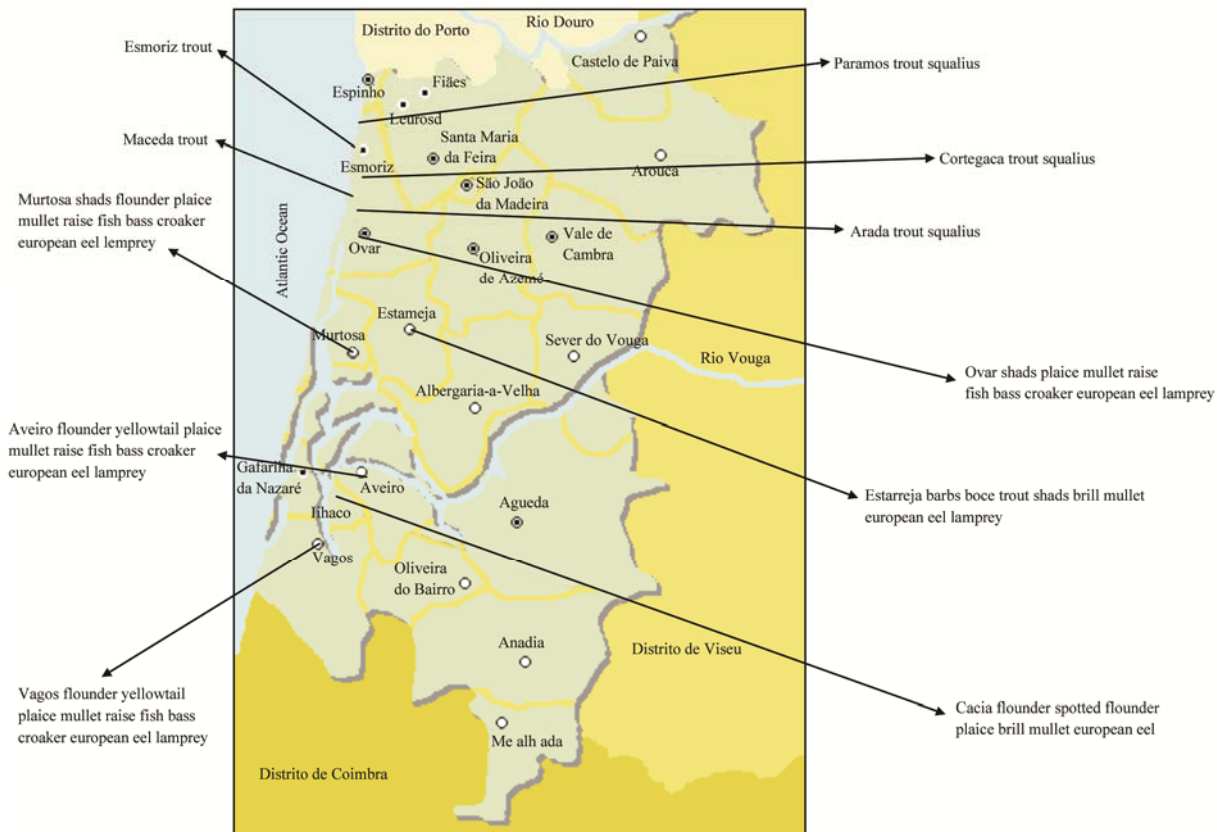 Esmoriz trout
Maceda trout
Murtosa shads flounder plaice
mullet raise fish bass croaker
european eel lemprey
Aveiro flounder yellowtail plaice
mullet raise fish bass croaker
european eel lamprey
Vagos flounder yellowtail
plaice mullet raise fish bass
croaker european eel lamprey
Distrito do Porto
Rio Douro
Castelo de Paiva
Espinho
Fiães
Leurosd
Santa Maria
da Feira
Esmoriz
Arouca
São João
da Madeira
Atlantic Ocean
Ovar
Vale de
Cambra
Oliveira
de Azemé
Estameja
Murtosa
Sever do Vouga
Rio Vouga
Albergaria-a-Velha
Gafarilha
da Nazaré
Aveiro
Iihaco
Agueda
Vagos
Oliveira
do Bairro
Anadia
Distrito de Viseu
Me alh ada
Distrito de Coimbra
Paramos trout squalius
Cortegaca trout squalius
Arada trout squalius
Ovar shads plaice mullet raise
fish bass croaker european eel lamprey
Estarreja barbs boce trout shads brill mullet
european eel lamprey
Cacia flounder spotted flounder
plaice brill mullet european eel